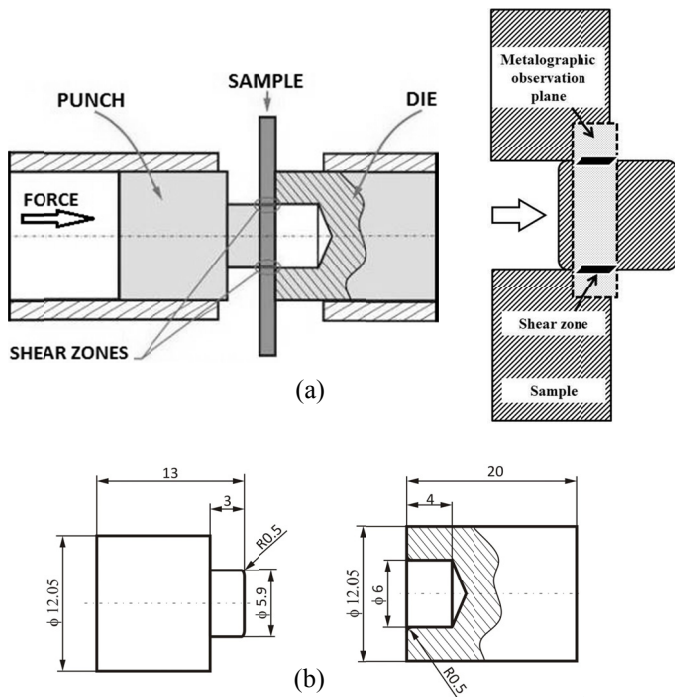 SAMPLE
PUNCH
DIE
FORCE
SHEAR ZONES
Metalographic
observation
plane
Shear zone
Sample
(a)
13
3
R0.5
ϕ 12.05
ϕ 5.9
20
4
ϕ 12.05
ϕ 6
R0.5
(b)